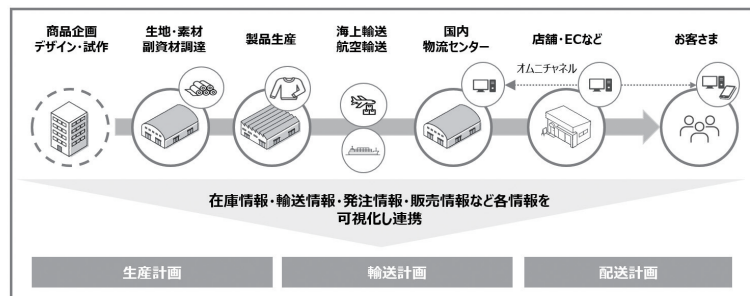 商品企画
デザイン・試作
生地・素材
副資材調達
製品生産
海上輸送
航空輸送
国内
物流センター
店舗・ECなど
お客さま
オムニチャネル
在庫情報・輸送情報・発注情報・販売情報など各情報を
可視化し連携
生産計画
輸送計画
配送計画